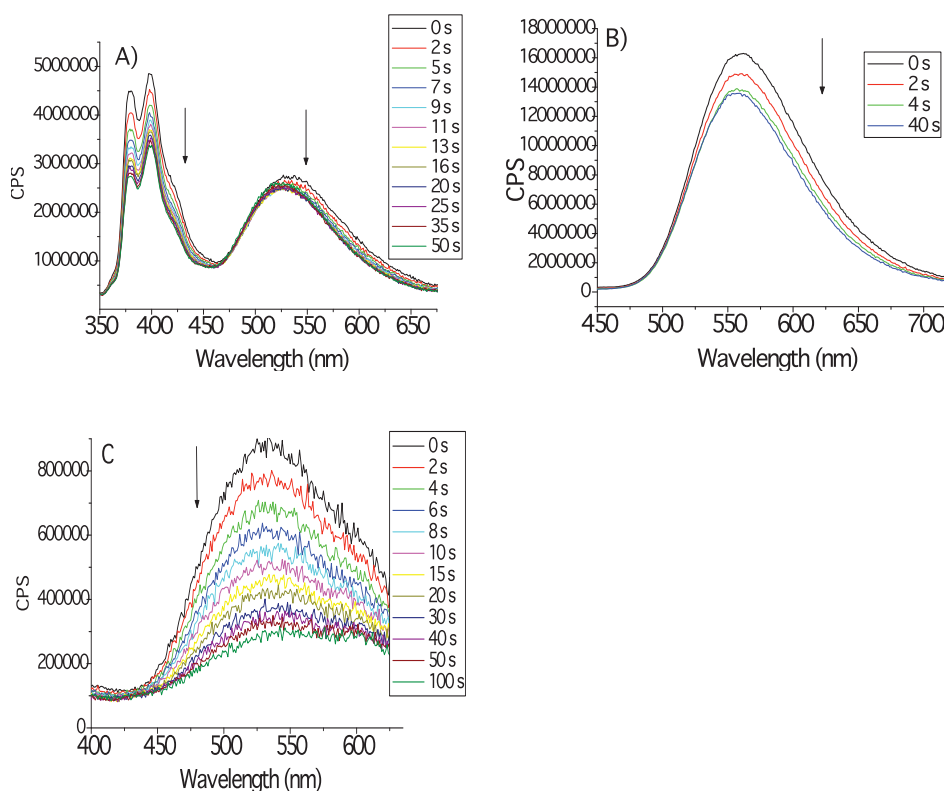 A)
0 s
2 s
5 s
7 s
9 s
11 s
13 s
16 s
20 s
25 s
35 s
50 s
5000000
4000000
3000000
2000000
1000000
CPS
350 400 450 500 550 600 650
Wavelength (nm)
B)
0 s
2 s
4 s
40 s
18000000
16000000
14000000
12000000
10000000
8000000
6000000
4000000
2000000
0
CPS
450 500 550 600 650 700
Wavelength (nm)
C
0 s
2 s
4 s
6 s
8 s
10 s
15 s
20 s
30 s
40 s
50 s
100 s
800000
600000
400000
200000
0
CPS
400 450 500 550 600
Wavelength (nm)